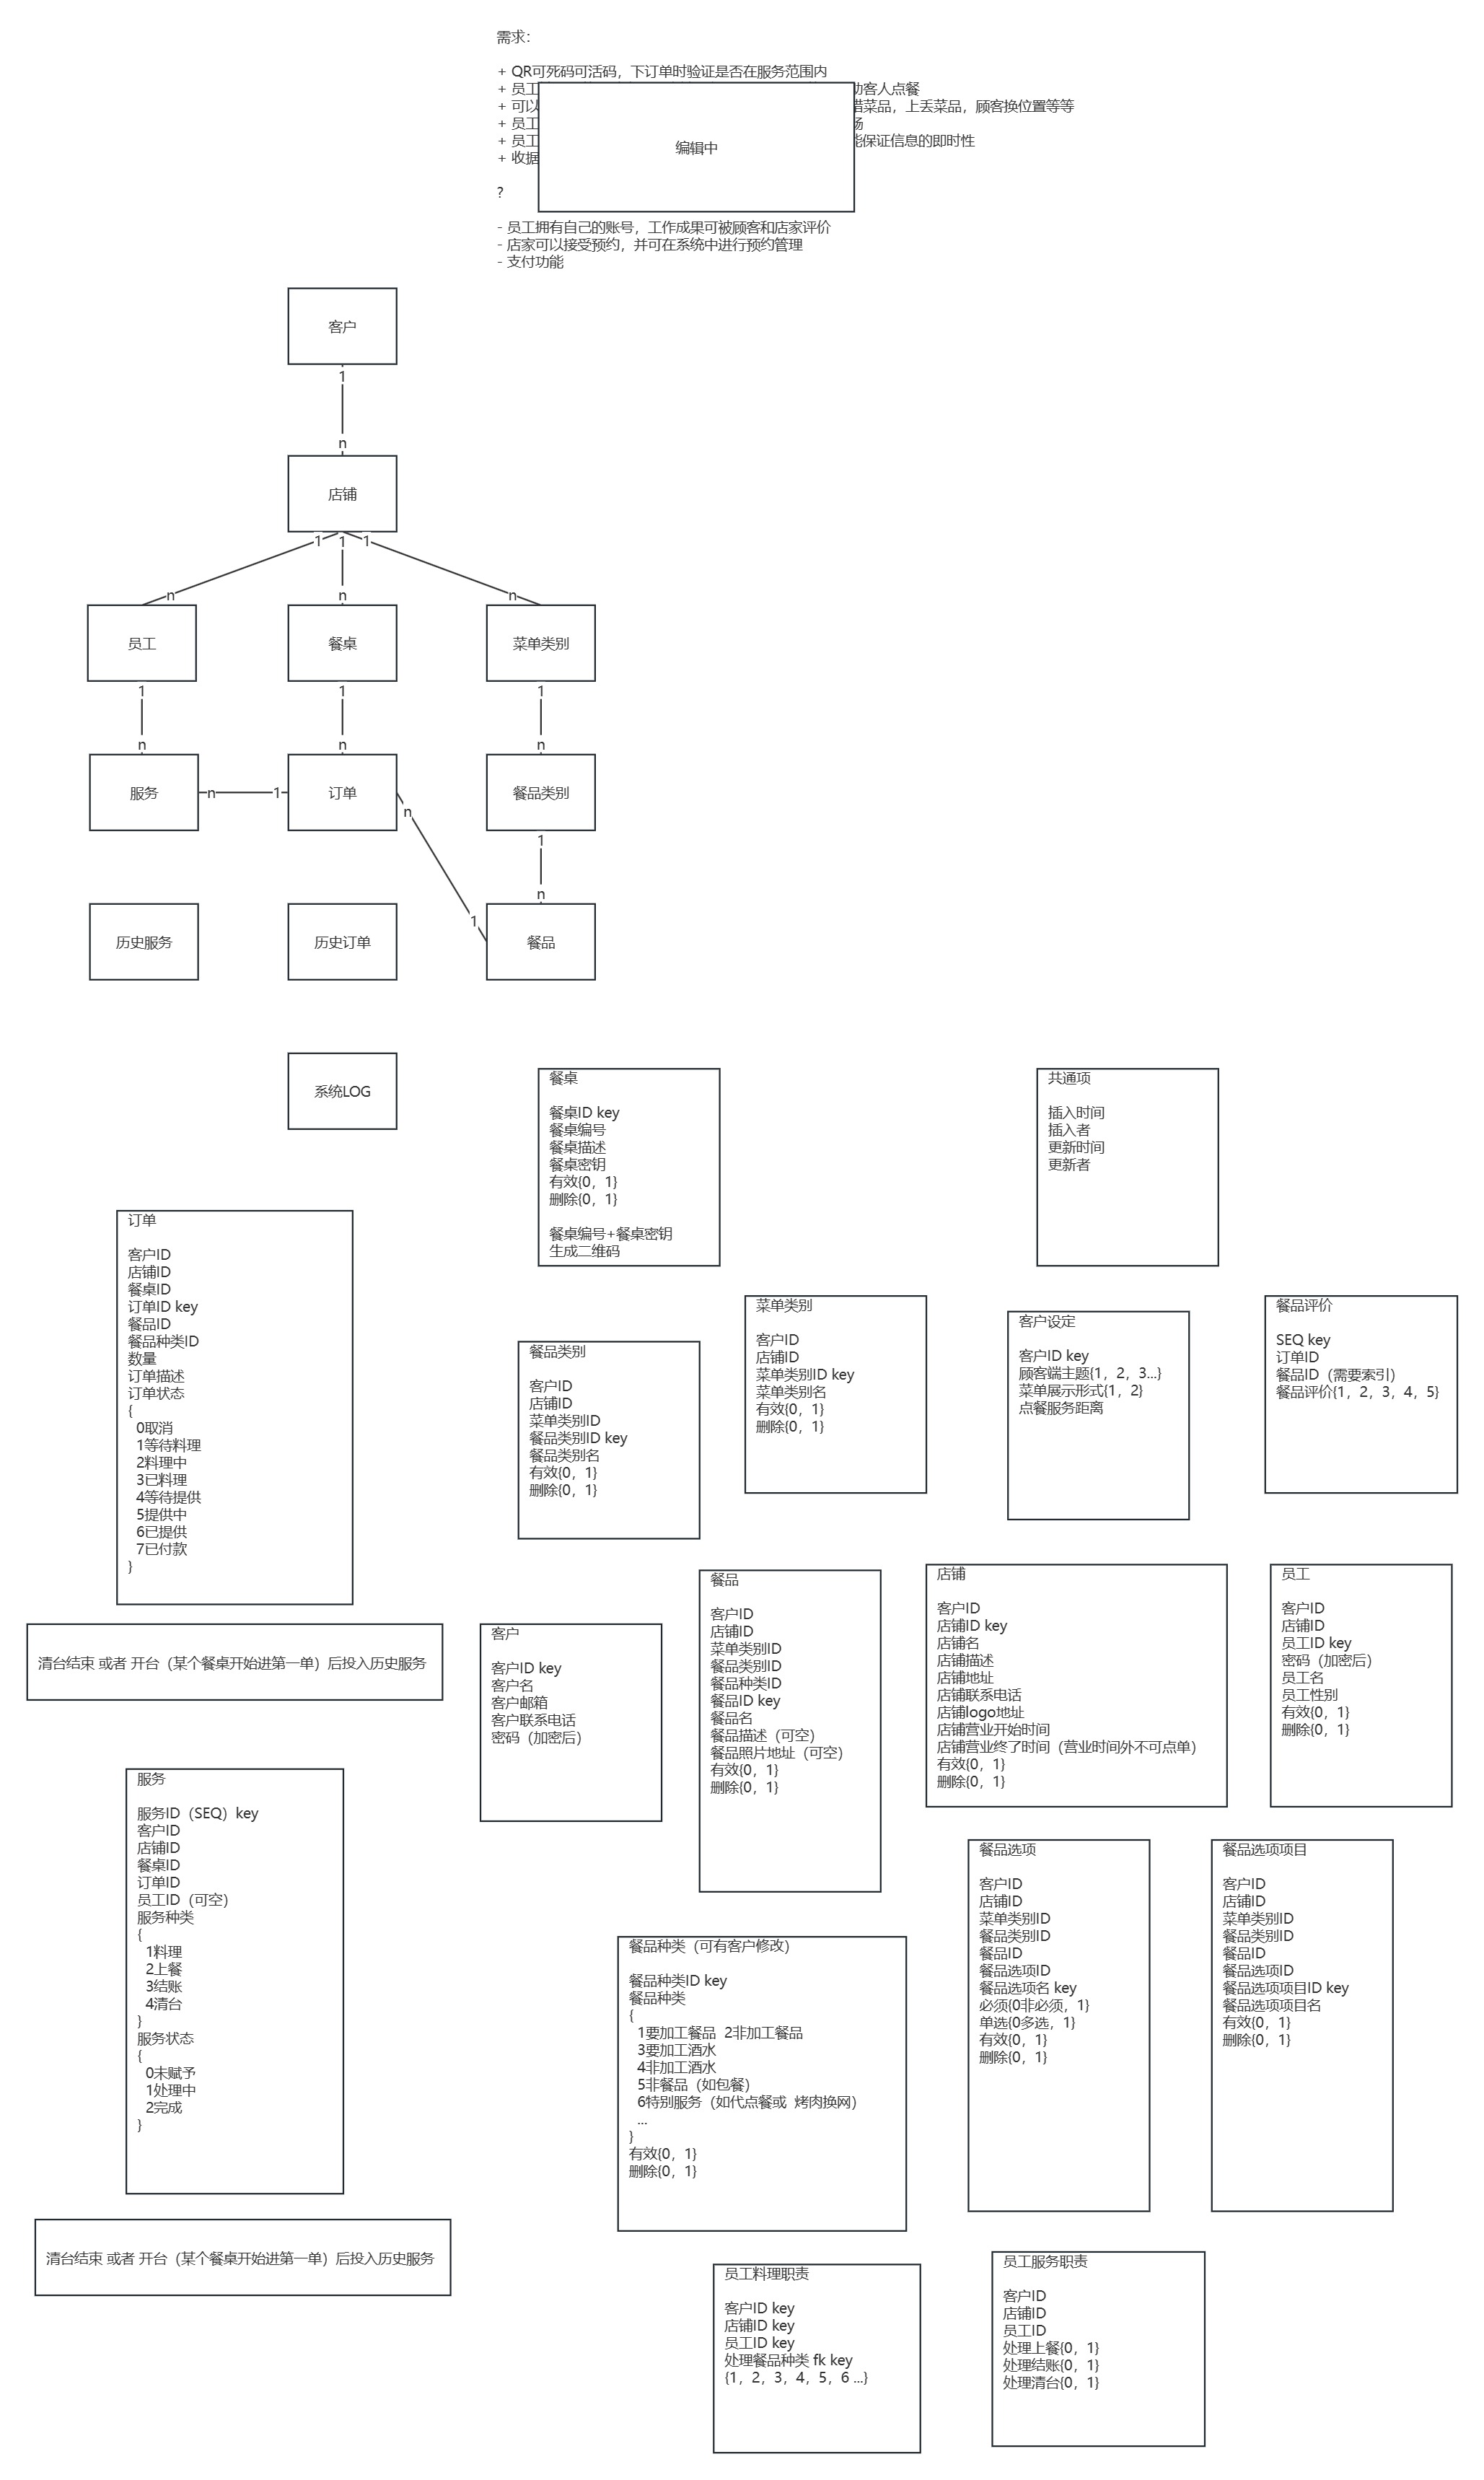 需求：
+ QR可死码可活码，下订单时验证是否在服务范围内
+ 员工
客人点餐
+ 可以
菜品，上丢菜品，顾客换位置等等
+ 员工
+ 员工
能保证信息的即时性
+ 收据
编辑中
?
- 员工拥有自己的账号，工作成果可被顾客和店家评价
- 店家可以接受预约，并可在系统中进行预约管理
- 支付功能
客户
1
n
店铺
1
1
1
n
n
n
员工
餐桌
菜单类别
1
1
1
n
n
n
服务
n
1
订单
n
餐品类别
1
n
1
历史服务
历史订单
餐品
系统LOG
餐桌
餐桌ID key
餐桌编号
餐桌描述
餐桌密钥
有效{0，1}
删除{0，1}
餐桌编号+餐桌密钥
生成二维码
共通项
插入时间
插入者
更新时间
更新者
订单
客户ID
店铺ID
餐桌ID
订单ID key
餐品ID
餐品种类ID
数量
订单描述
订单状态
{
0取消
1等待料理
2料理中
3已料理
4等待提供
5提供中
6已提供
7已付款
}
餐品类别
客户ID
店铺ID
菜单类别ID
餐品类别ID key
餐品类别名
有效{0，1}
删除{0，1}
菜单类别
客户ID
店铺ID
菜单类别ID key
菜单类别名
有效{0，1}
删除{0，1}
客户设定
客户ID key
顾客端主题{1，2，3...}
菜单展示形式{1，2}
点餐服务距离
餐品评价
SEQ key
订单ID
餐品ID（需要索引）
餐品评价{1，2，3，4，5}
清台结束 或者 开台（某个餐桌开始进第一单）后投入历史服务
客户
客户ID key
客户名
客户邮箱
客户联系电话
密码（加密后）
餐品
客户ID
店铺ID
菜单类别ID
餐品类别ID
餐品种类ID
餐品ID key
餐品名
餐品描述（可空）
餐品照片地址（可空）
有效{0，1}
删除{0，1}
店铺
客户ID
店铺ID key
店铺名
店铺描述
店铺地址
店铺联系电话
店铺logo地址
店铺营业开始时间
店铺营业终了时间（营业时间外不可点单）
有效{0，1}
删除{0，1}
员工
客户ID
店铺ID
员工ID key
密码（加密后）
员工名
员工性别
有效{0，1}
删除{0，1}
服务
服务ID（SEQ）key
客户ID
店铺ID
餐桌ID
订单ID
员工ID（可空）
服务种类
{
1料理
2上餐
3结账
4清台
}
服务状态
{
0未赋予
1处理中
2完成
}
餐品选项
客户ID
店铺ID
菜单类别ID
餐品类别ID
餐品ID
餐品选项ID
餐品选项名 key
必须{0非必须，1}
单选{0多选，1}
有效{0，1}
删除{0，1}
餐品选项项目
客户ID
店铺ID
菜单类别ID
餐品类别ID
餐品ID
餐品选项ID
餐品选项项目ID key
餐品选项项目名
有效{0，1}
删除{0，1}
餐品种类（可有客户修改）
餐品种类ID key
餐品种类
{
1要加工餐品 2非加工餐品
3要加工酒水
4非加工酒水
5非餐品（如包餐）
6特别服务（如代点餐或 烤肉换网）
...
}
有效{0，1}
删除{0，1}
清台结束 或者 开台（某个餐桌开始进第一单）后投入历史服务
员工料理职责
客户ID key
店铺ID key
员工ID key
处理餐品种类 fk key
{1，2，3，4，5，6 ...}
员工服务职责
客户ID
店铺ID
员工ID
处理上餐{0，1}
处理结账{0，1}
处理清台{0，1}